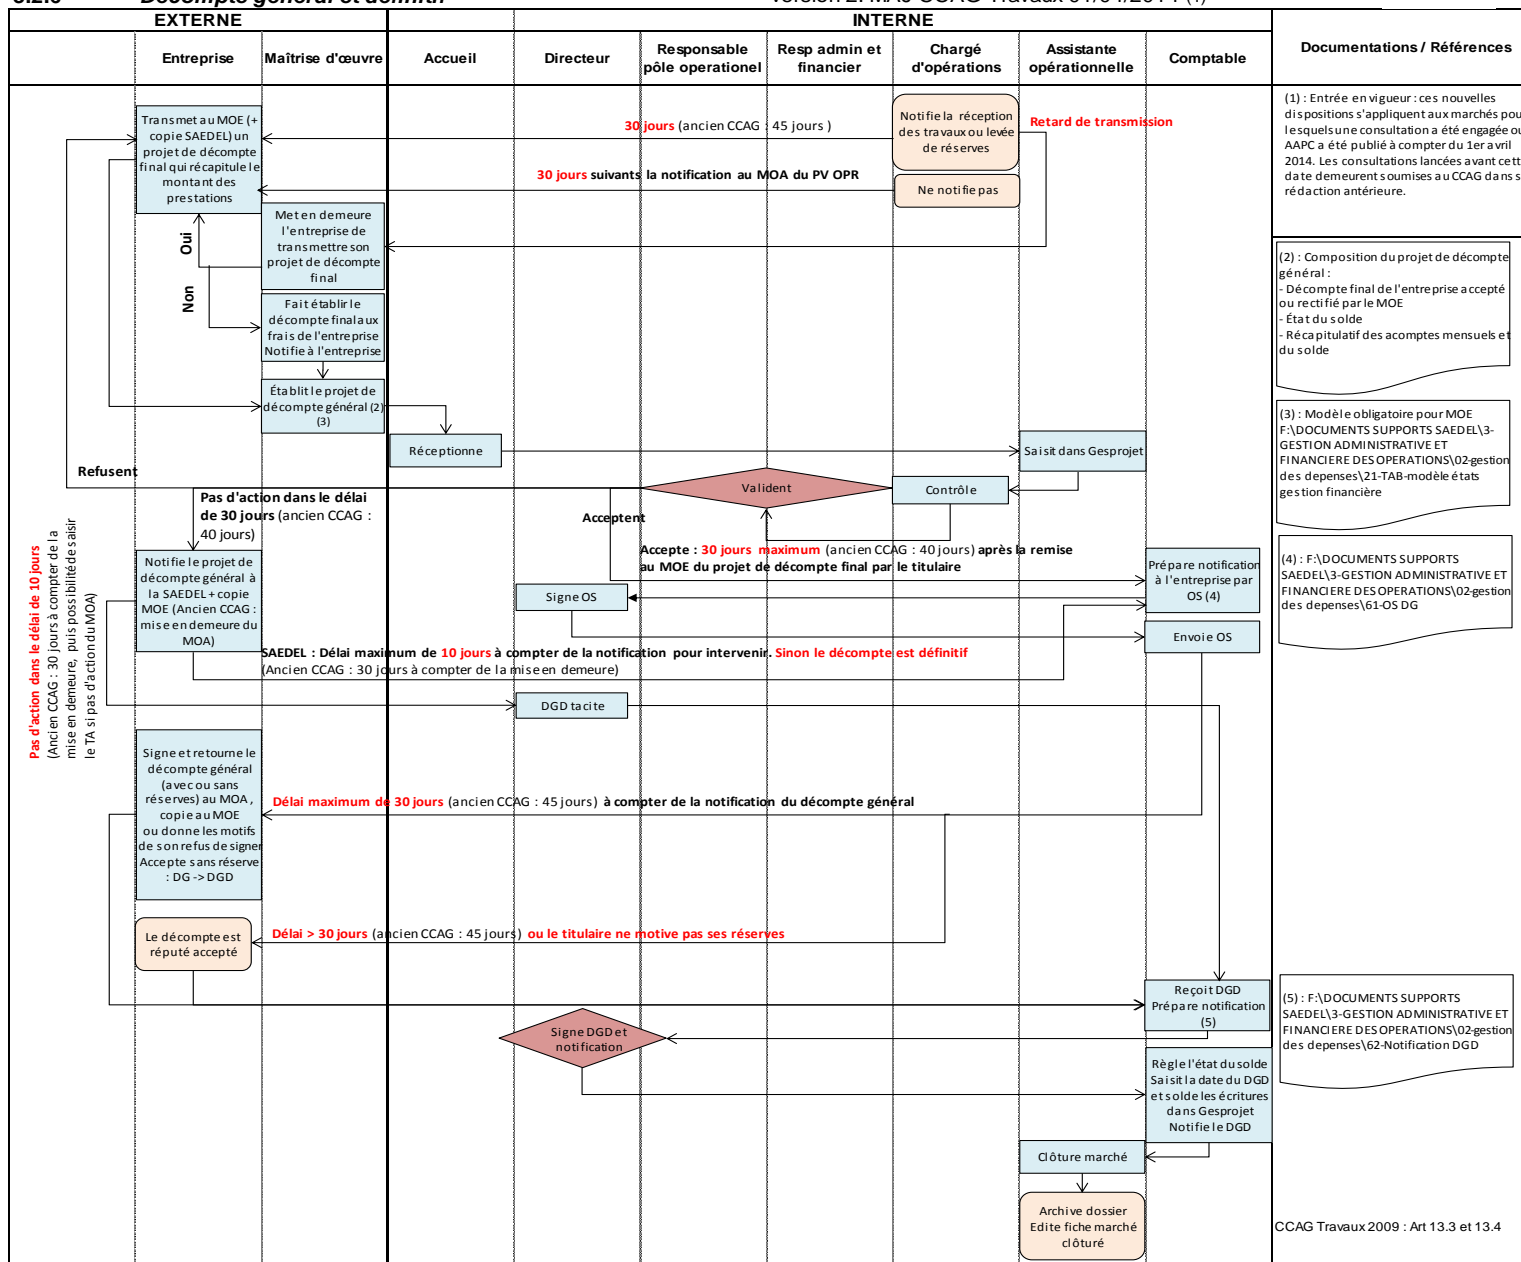 Décompte général et définitif
EXTERNE
INTERNE
Entreprise
Maîtrise d'œuvre
Accueil
Directeur
Responsable
pôle operationel
Resp admin et
financier
Chargé
d'opérations
Assistante
opérationnelle
Comptable
Documentations / Références
Transmet au MOE (+
copie SAEDEL) un
projet de décompte
final qui récapitule le
montant des
prestations
30 jours (ancien CCAG : 45 jours )
Notifie la réception
des travaux ou levée
de réserves
Retard de transmission
30 jours suivants la notification au MOA du PV OPR
Ne notifie pas
(1) : Entrée en vigueur : ces nouvelles
dispositions s'appliquent aux marchés pou
lesquels une consultation a été engagée ou
AAPC a été publié à compter du 1er avril
2014. Les consultations lancées avant cett
date demeurent soumises au CCAG dans s
rédaction antérieure.
Met en demeure
l'entreprise de
transmettre son
projet de décompte
final
Oui
Non
Fait établir le
décompte final aux
frais de l'entreprise
Notifie à l'entreprise
Établit le projet de
décompte général (2)
(3)
(2) : Composition du projet de décompte
général :
- Décompte final de l'entreprise accepté
ou rectifié par le MOE
- État du solde
- Récapitulatif des acomptes mensuels et
du solde
Réceptionne
Saisit dans Gesprojet
(3) : Modèle obligatoire pour MOE
F:\DOCUMENTS SUPPORTS SAEDEL\3-
GESTION ADMINISTRATIVE ET
FINANCIERE DES OPERATIONS\02-gestion
des depenses\21-TAB-modèle états
gestion financière
Refusent
Valident
Contrôle
Pas d'action dans le délai
de 30 jours (ancien CCAG :
40 jours)
Acceptent
Accepte : 30 jours maximum (ancien CCAG : 40 jours) après la remise
au MOE du projet de décompte final par le titulaire
Pas d'action dans le délai de 10 jours
(Ancien CCAG : 30 jours à compter de la
mise en demeure, puis possibilité de saisir
le TA si pas d'action du MOA)
Notifie le projet de
décompte général à
la SAEDEL + copie
MOE (Ancien CCAG :
mise en demeure du
MOA)
Signe OS
Prépare notification
à l'entreprise par
OS (4)
Envoie OS
(4) : F:\DOCUMENTS SUPPORTS
SAEDEL\3-GESTION ADMINISTRATIVE ET
FINANCIERE DES OPERATIONS\02-gestion
des depenses\61-OS DG
SAEDEL : Délai maximum de 10 jours à compter de la notification pour intervenir. Sinon le décompte est définitif
(Ancien CCAG : 30 jours à compter de la mise en demeure)
DGD tacite
Signe et retourne le
décompte général
(avec ou sans
réserves) au MOA ,
copie au MOE
ou donne les motifs
de son refus de signer
Accepte sans réserve
: DG -> DGD
Délai maximum de 30 jours (ancien CCAG : 45 jours) à compter de la notification du décompte général
Le décompte est
réputé accepté
Délai > 30 jours (ancien CCAG : 45 jours) ou le titulaire ne motive pas ses réserves
Reçoit DGD
Prépare notification
(5)
Signe DGD et
notification
(5) : F:\DOCUMENTS SUPPORTS
SAEDEL\3-GESTION ADMINISTRATIVE ET
FINANCIERE DES OPERATIONS\02-gestion
des depenses\62-Notification DGD
Règle l'état du solde
Saisit la date du DGD
et solde les écritures
dans Gesprojet
Notifie le DGD
Clôture marché
Archive dossier
Edite fiche marché
clôturé
CCAG Travaux 2009 : Art 13.3 et 13.4